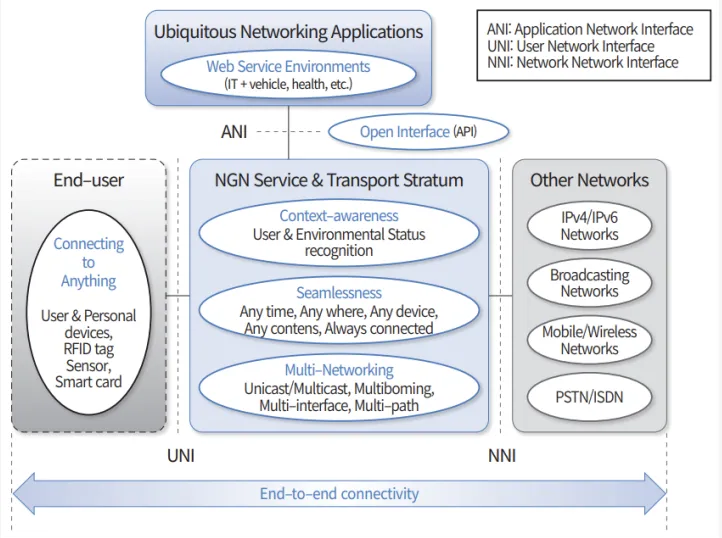 Ubiquitous Networking Applications
Web Service Environments
(IT + vehicle, health, etc.)
ANI: Application Network Interface
UNI: User Network Interface
NNI: Network Network Interface
ANI
Open Interface (API)
End-user
Connecting
to
Anything
User & Personal
devices,
RFID tag
Sensor,
Smart card
NGN Service & Transport Stratum
Context-awareness
User & Environmental Status
recognition
Seamlessness
Any time, Any where, Any device,
Any contens, Always connected
Multi-Networking
Unicast/Multicast, Multiboming,
Multi-interface, Multi-path
Other Networks
IPv4/IPv6
Networks
Broadcasting
Networks
Mobile/Wireless
Networks
PSTN/ISDN
UNI
NNI
End-to-end connectivity